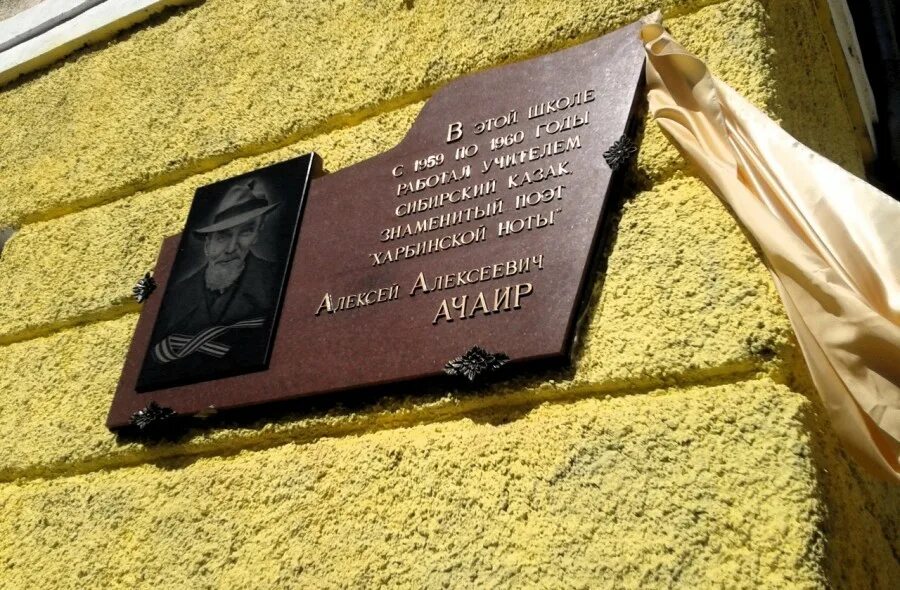 В этой школе
с 1959 по 1960 годы
работал учителем
сибирский казак.
знаменитый поэт
"Харбинской ноты"
Алексей Алексеевич
АЧАИР